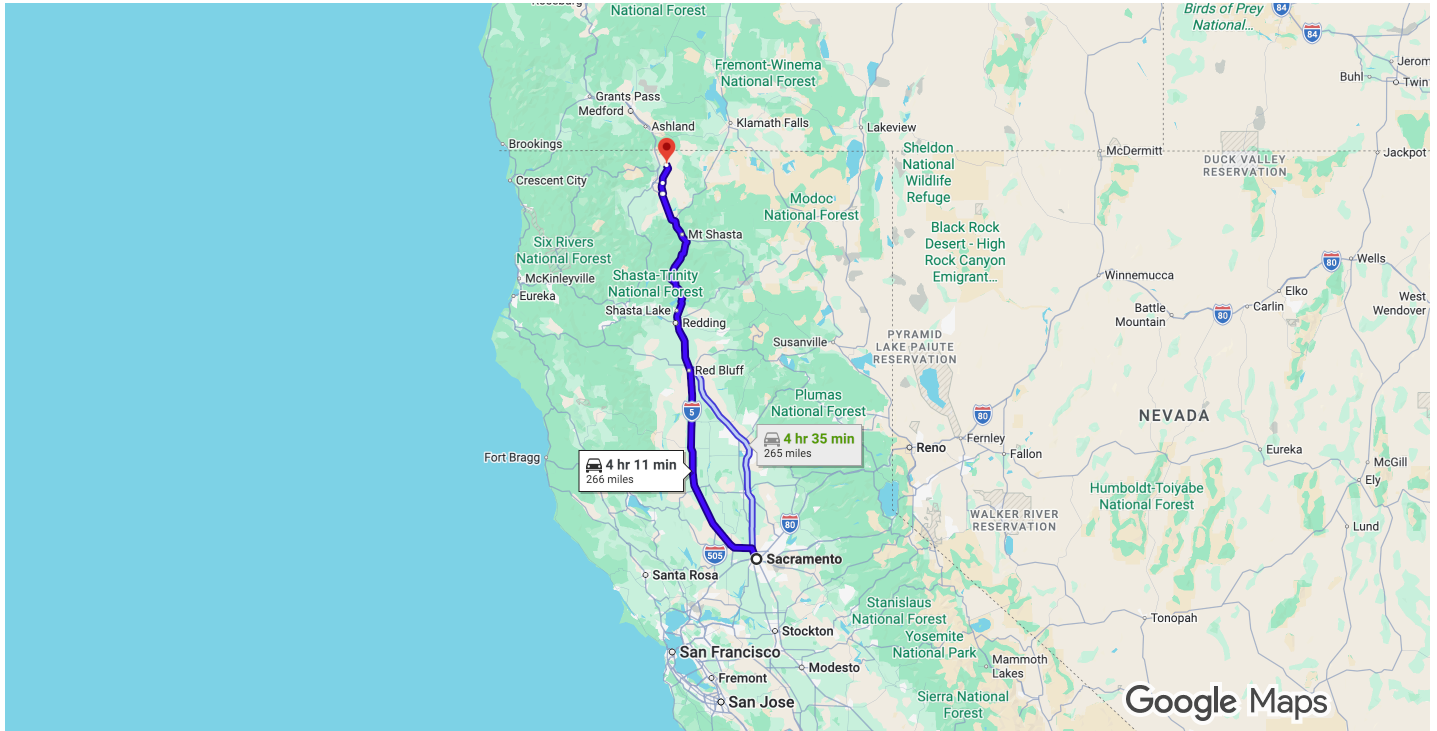 Roseburg
National Forest
Birds of Prey
National...
84
84
Fremont-Winema
National Forest
Jerom
Buhl
Twin
Grants Pass
Medford
Ashland
Klamath Falls
Lakeview
Brookings
McDermitt
Jackpot
Sheldon
National
Wildlife
Refuge
DUCK VALLEY
RESERVATION
Crescent City
Modoc
National Forest
Mt Shasta
Black Rock
Desert - High
Rock Canyon
Emigrant...
Six Rivers
National Forest
80
Wells
McKinleyville
Shasta-Trinity
National Forest
Winnemucca
Eureka
Elko
Shasta Lake
Battle
Mountain
80
Carlin
West
Wendover
Redding
Susanville
PYRAMID
LAKE PAIUTE
RESERVATION
Red Bluff
5
Plumas
National Forest
80
NEVADA
4 hr 35 min
265 miles
Reno
Fernley
Fallon
Eureka
Fort Bragg
4 hr 11 min
266 miles
McGill
Ely
Humboldt-Toiyabe
National Forest
80
WALKER RIVER
RESERVATION
Lund
505
Sacramento
Santa Rosa
Stanislaus
National Forest
Tonopah
Stockton
Yosemite
National Park
San Francisco
Mammoth
Lakes
Modesto
Fremont
San Jose
Sierra National
Forest
Google Maps